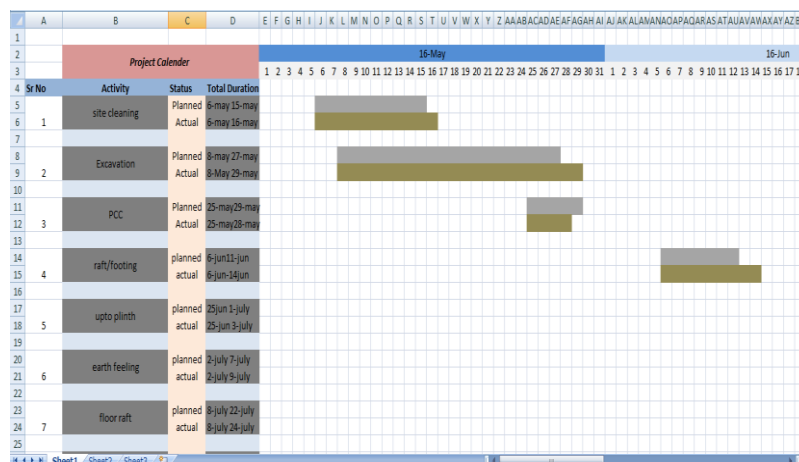 A B C D E F G H I J K L M N O P Q R S T U V W X Y Z AA AB AC AD AE AF AG AH AI AJ AK AL AM AN AO AP AQ AR AS AT AU AV AW AX AY AZ
1
2 Project Calender 16-May 16-Jun
3 1 2 3 4 5 6 7 8 9 10 11 12 13 14 15 16 17 18 19 20 21 22 23 24 25 26 27 28 29 30 31 1 2 3 4 5 6 7 8 9 10 11 12 13 14 15 16 17
4 Sr No Activity Status Total Duration
5 site cleaning Planned 6-may 15-may
6 1 Actual 6-may 16-may
7
8 Excavation Planned 8-may 27-may
9 2 Actual 8-May 29-may
10
11 PCC Planned 25-may29-may
12 3 Actual 25-may28-may
13
14 raft/footing planned 6-jun11-jun
15 4 actual 6-jun-14jun
16
17 upto plinth planned 25jun 1-july
18 5 actual 25-jun 3-july
19
20 earth feeling planned 2-july 7-july
21 6 actual 2-july 9-july
22
23 floor raft planned 8-july 22-july
24 7 actual 8-july 24-july
25
Sheet1 Sheet2 Sheet3